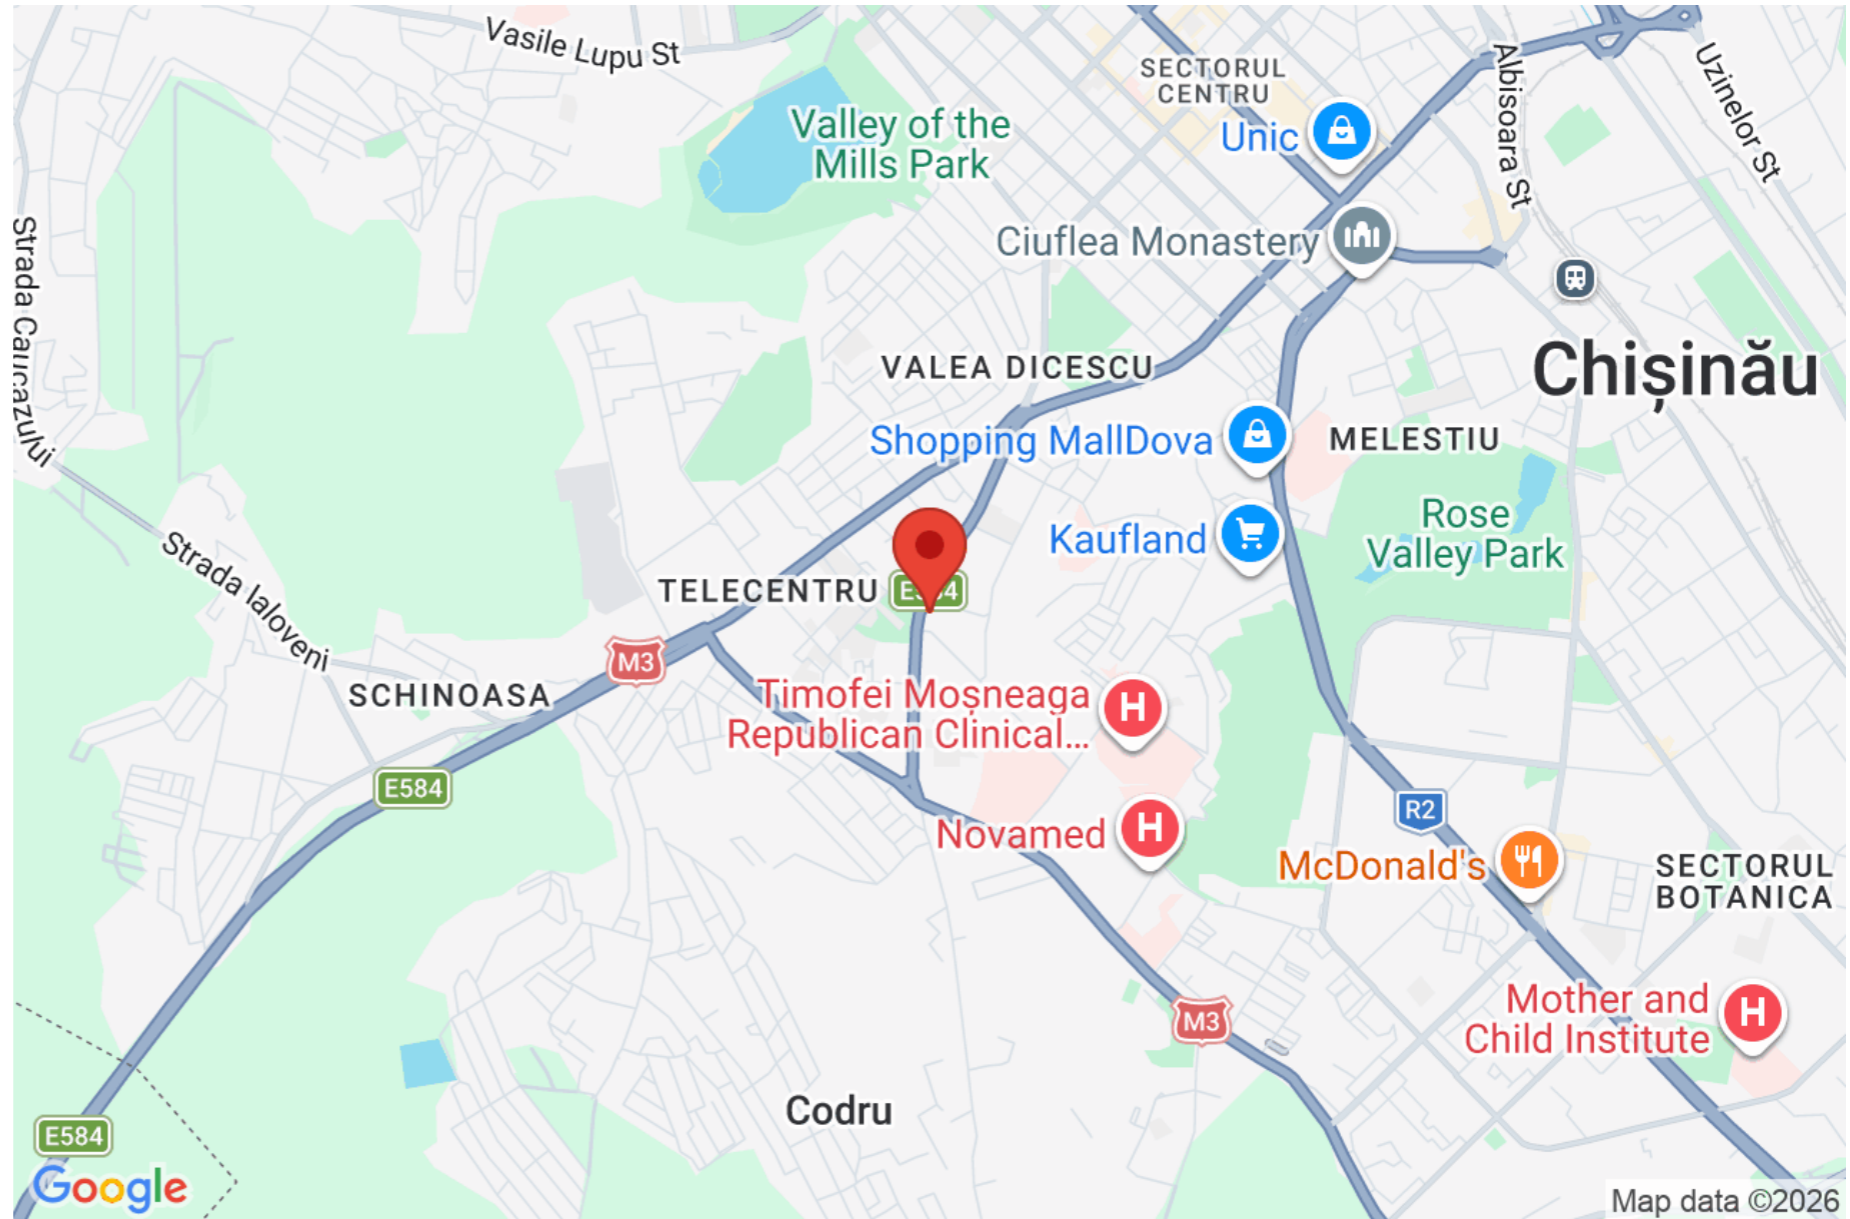 Vasile Lupu St
SECTORUL
CENTRU
Albisoara St
Uzinelor St
Valley of the
Mills Park
Unic
Strada Caucazului
Ciuflea Monastery
VALEA DICESCU
Chișinău
Shopping MallDova
MELESTIU
Rose
Valley Park
Kaufland
Strada Ialoveni
TELECENTRU
M3
SCHINOASA
Timofei Moșneaga
Republican Clinical...
E584
R2
Novamed
McDonald's
SECTORUL
BOTANICA
M3
Mother and
Child Institute
Codru
E584
Google
Map data ©2026